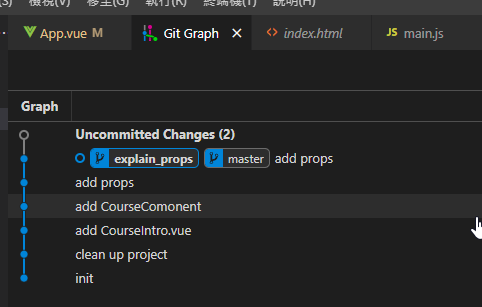 (S) 檢視(V) 移至(G) 執行(R) 終端機(T) 說明(H)
App.vue M Git Graph × <> index.html JS main.js
Graph
Uncommitted Changes (2)
explain_props master add props
add props
add CourseComonent
add CourseIntro.vue
clean up project
init